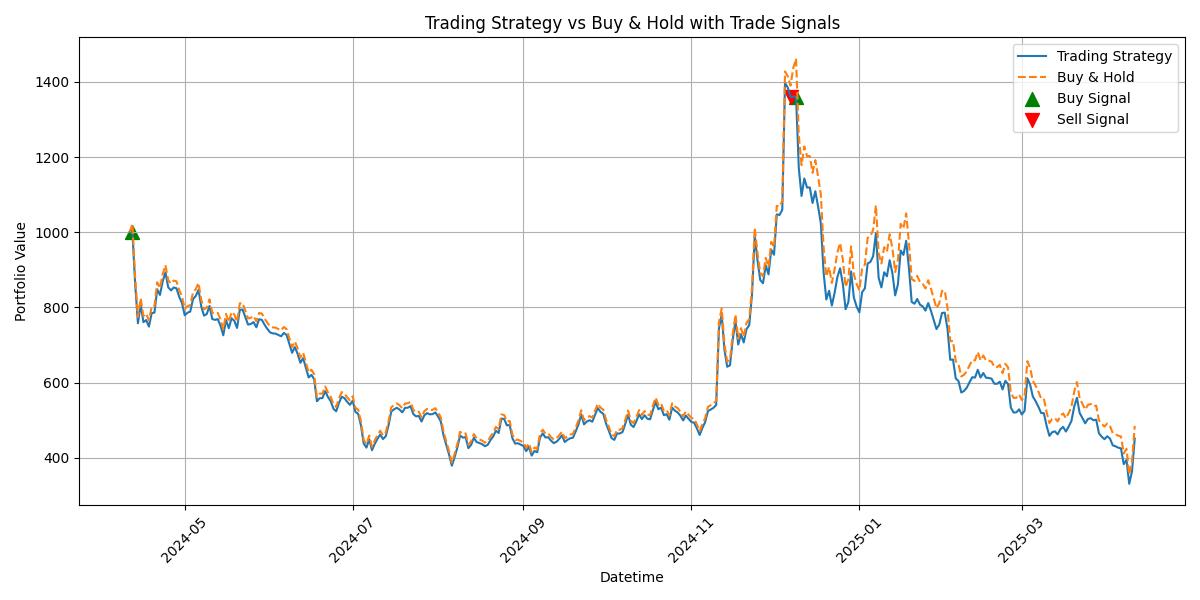 Trading Strategy vs Buy & Hold with Trade Signals
Trading Strategy
Buy & Hold
Buy Signal
Sell Signal
Portfolio Value
1400
1200
1000
800
600
400
2024-05
2024-07
2024-09
2024-11
2025-01
2025-03
Datetime